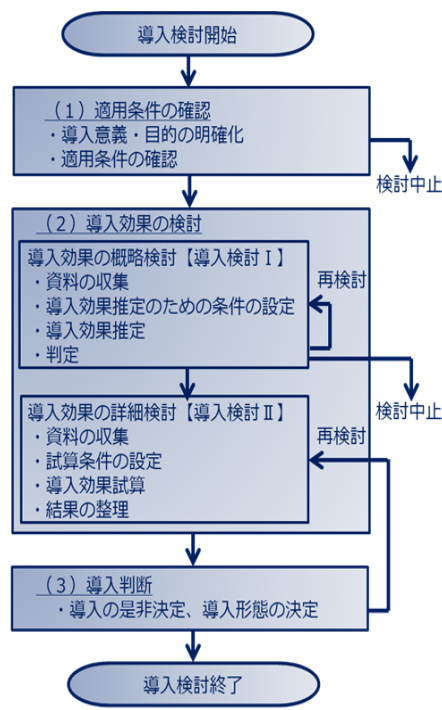 導入検討開始
（１）適用条件の確認
・導入意義・目的の明確化
・適用条件の確認
検討中止
（２）導入効果の検討
導入効果の概略検討【導入検討Ⅰ】
・資料の収集
・導入効果推定のための条件の設定
・導入効果推定
・判定
再検討
検討中止
導入効果の詳細検討【導入検討Ⅱ】
・資料の収集
・試算条件の設定
・導入効果試算
・結果の整理
再検討
（３）導入判断
・導入の是非決定、導入形態の決定
導入検討終了